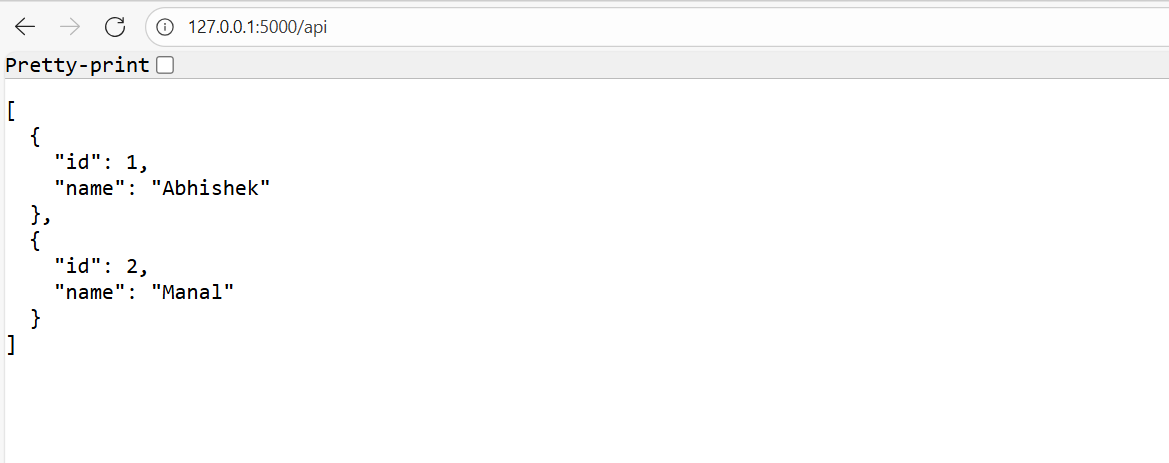 127.0.0.1:5000/api
Pretty-print
[
  {
    "id": 1,
    "name": "Abhishek"
  },
  {
    "id": 2,
    "name": "Manal"
  }
]